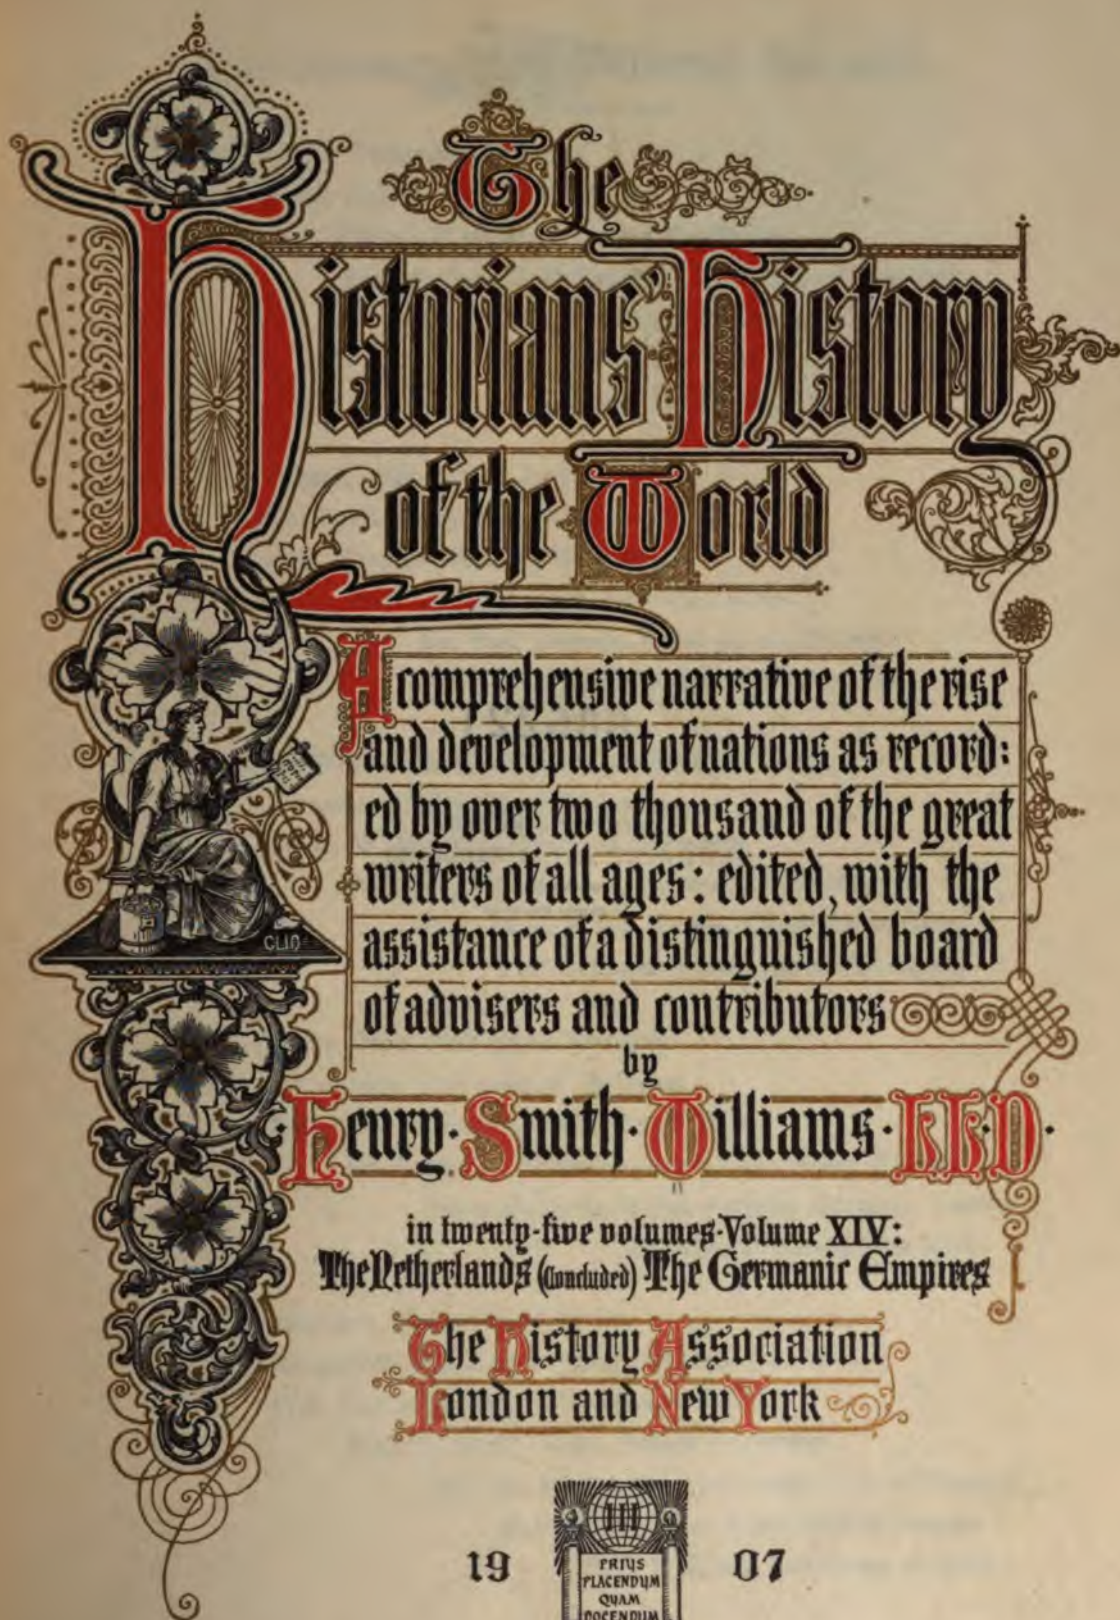 The
Historians' History
of the World
A comprehensive narrative of the rise
and development of nations as record:
ed by over two thousand of the great
writers of all ages: edited, with the
assistance of a distinguished board
of advisers and contributors
by
Henry·Smith·Williams·LL·D·
in twenty-five volumes-Volume XIV:
The Netherlands (Concluded) The Germanic Empires
The History Association
London and New York
CLIO
19 07
PRIUS
PLACENDUM
QUAM
DOCENDUM